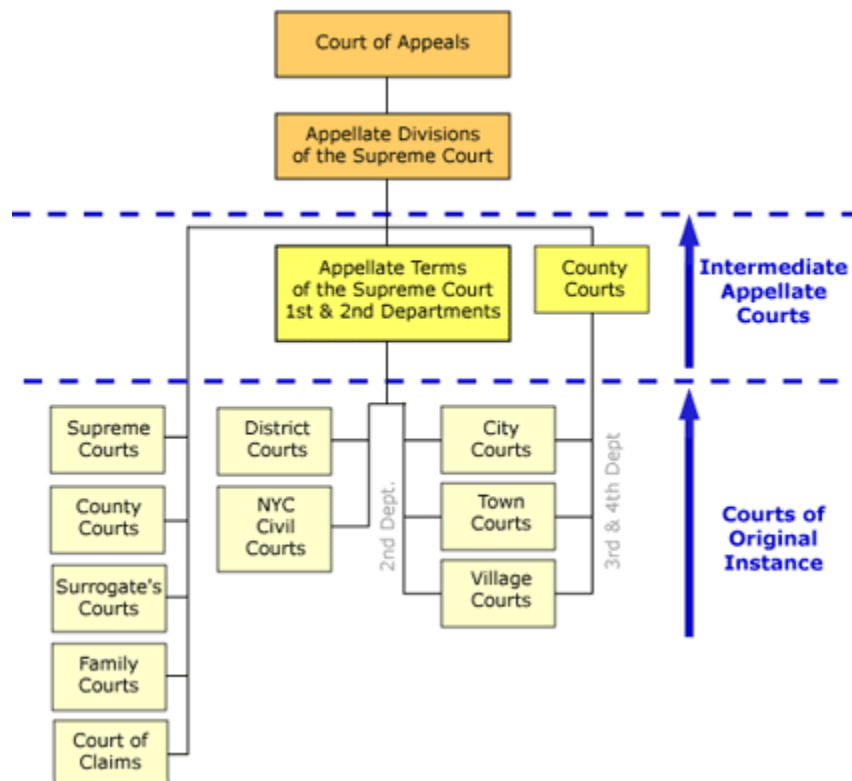 Court of Appeals
Appellate Divisions
of the Supreme Court
Appellate Terms
of the Supreme Court
1st & 2nd Departments
County
Courts
Intermediate
Appellate
Courts
Supreme
Courts
County
Courts
Surrogate's
Courts
Family
Courts
Court of
Claims
District
Courts
NYC
Civil
Courts
2nd Dept.
City
Courts
Town
Courts
Village
Courts
3rd & 4th Dept
Courts of
Original
Instance